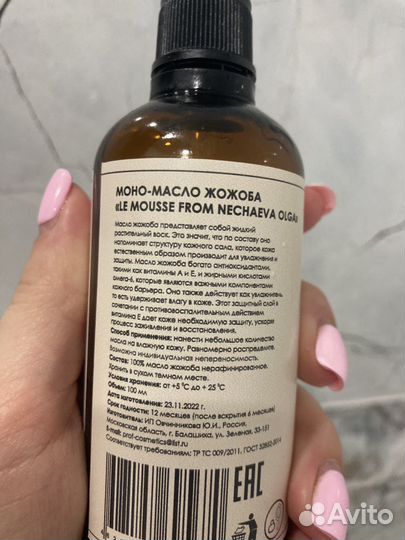 МОНО-МАСЛО ЖОЖОБА
«LE MOUSSE FROM NECHAEVA OLGA»
Масло жожоба представляет собой жидкий
растительный воск. Это значит, что по составу оно
напоминает структуру кожного сала, которое кожа
естественным образом производит для увлажнения и
защиты. Масло жожоба богато антиоксидантами,
такими как витамины А и Е, и жирными кислотами
омега-6, которые являются важными компонентами
кожного барьера. Оно также действует как увлажнитель,
то есть удерживает влагу в коже. Этот защитный слой в
сочетании с противовоспалительным действием
витамина Е дает коже необходимую защиту, ускоряя
процесс заживления и восстановления.
Способ применения: нанести небольшое количество
масла на влажную кожу. Равномерно распределить.
Возможна индивидуальная непереносимость.
Состав: 100% масло жожоба нерафинированное.
Хранить в сухом темном месте.
Условия хранения: от +5 °C до + 25 °C
Объем: 100 мл
Дата изготовления: 23.11.2022 г.
Срок годности: 12 месяцев (после вскрытия 6 месяцев)
Изготовитель: ИП Овчинникова Ю.И., Россия,
Московская область, г. Балашиха, ул. Зеленая, 33-151
E-mail: prof-cosmetics@list.ru
Соответствует требованиям: ТР ТС 009/2011, ГОСТ
EAC
Avito